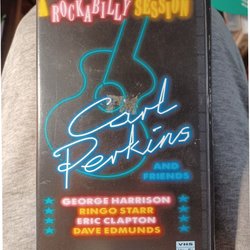 A ROCKABILLY SESSION
Carl
Perkins
AND
FRIENDS
GEORGE HARRISON
RINGO STARR
ERIC CLAPTON
DAVE EDMUNDS
VHS